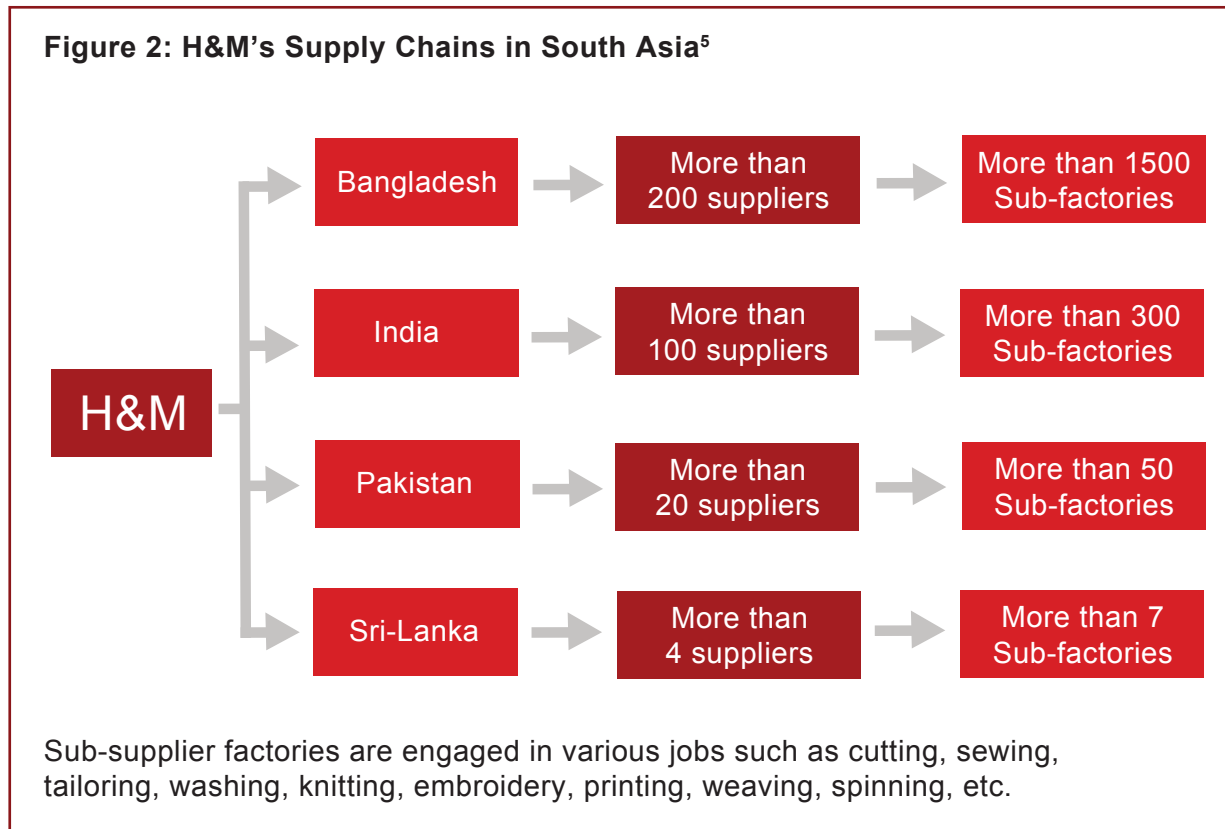 Figure 2: H&M’s Supply Chains in South Asia⁵
H&M
Bangladesh
More than
200 suppliers
More than 1500
Sub-factories
India
More than
100 suppliers
More than 300
Sub-factories
Pakistan
More than
20 suppliers
More than 50
Sub-factories
Sri-Lanka
More than
4 suppliers
More than 7
Sub-factories
Sub-supplier factories are engaged in various jobs such as cutting, sewing,
tailoring, washing, knitting, embroidery, printing, weaving, spinning, etc.